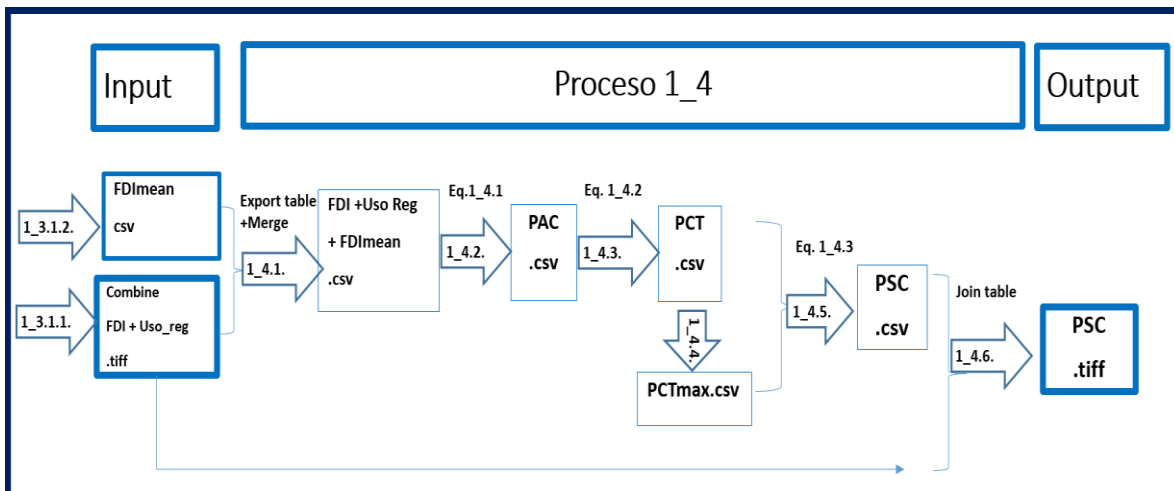 Input
Proceso 1_4
Output
1_3.1.2.
FDImean
csv
1_3.1.1.
Combine
FDI + Uso_reg
.tiff
Export table
+Merge
1_4.1.
FDI +Uso Reg
+ FDImean
.csv
Eq.1_4.1
1_4.2.
PAC
.csv
Eq. 1_4.2
1_4.3.
PCT
.csv
1_4.4.
PCTmax.csv
Eq. 1_4.3
1_4.5.
PSC
.csv
Join table
1_4.6.
PSC
.tiff